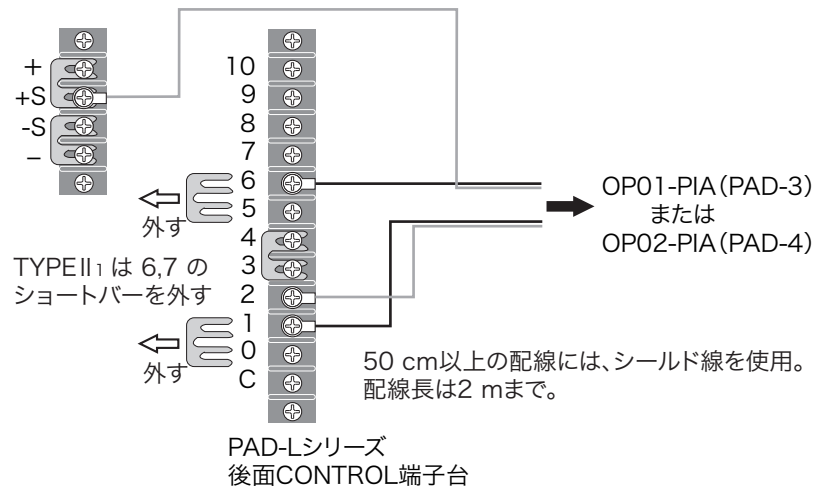 +
+S
-S
−
10
9
8
7
6
5
4
3
2
1
0
C
外す
TYPEⅡ1 は 6,7 の
ショートバーを外す
外す
OP01-PIA(PAD-3)
または
OP02-PIA(PAD-4)
50 cm以上の配線には、シールド線を使用。
配線長は2 mまで。
PAD-Lシリーズ
後面CONTROL端子台